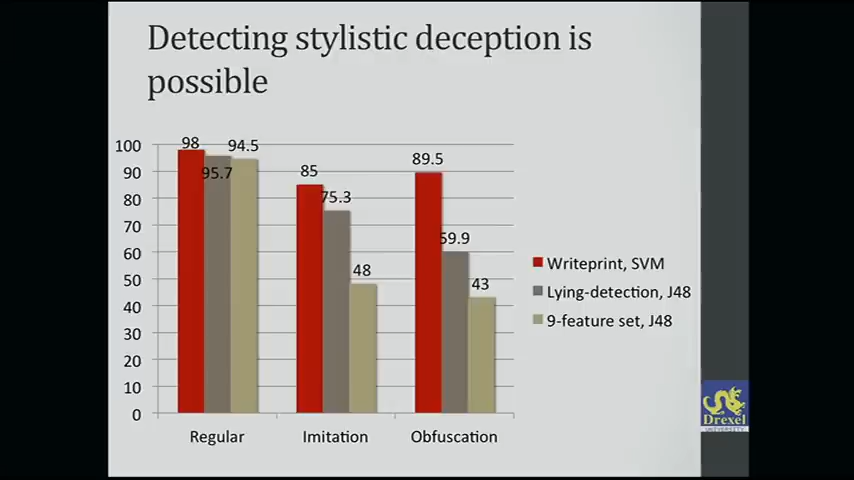 Detecting stylistic deception is
possible
98
94.5
95.7
85
75.3
48
89.5
59.9
43
100
90
80
70
60
50
40
30
20
10
0
Regular
Imitation
Obfuscation
Writeprint, SVM
Lying-detection, J48
9-feature set, J48
Drexel
UNIVERSITY